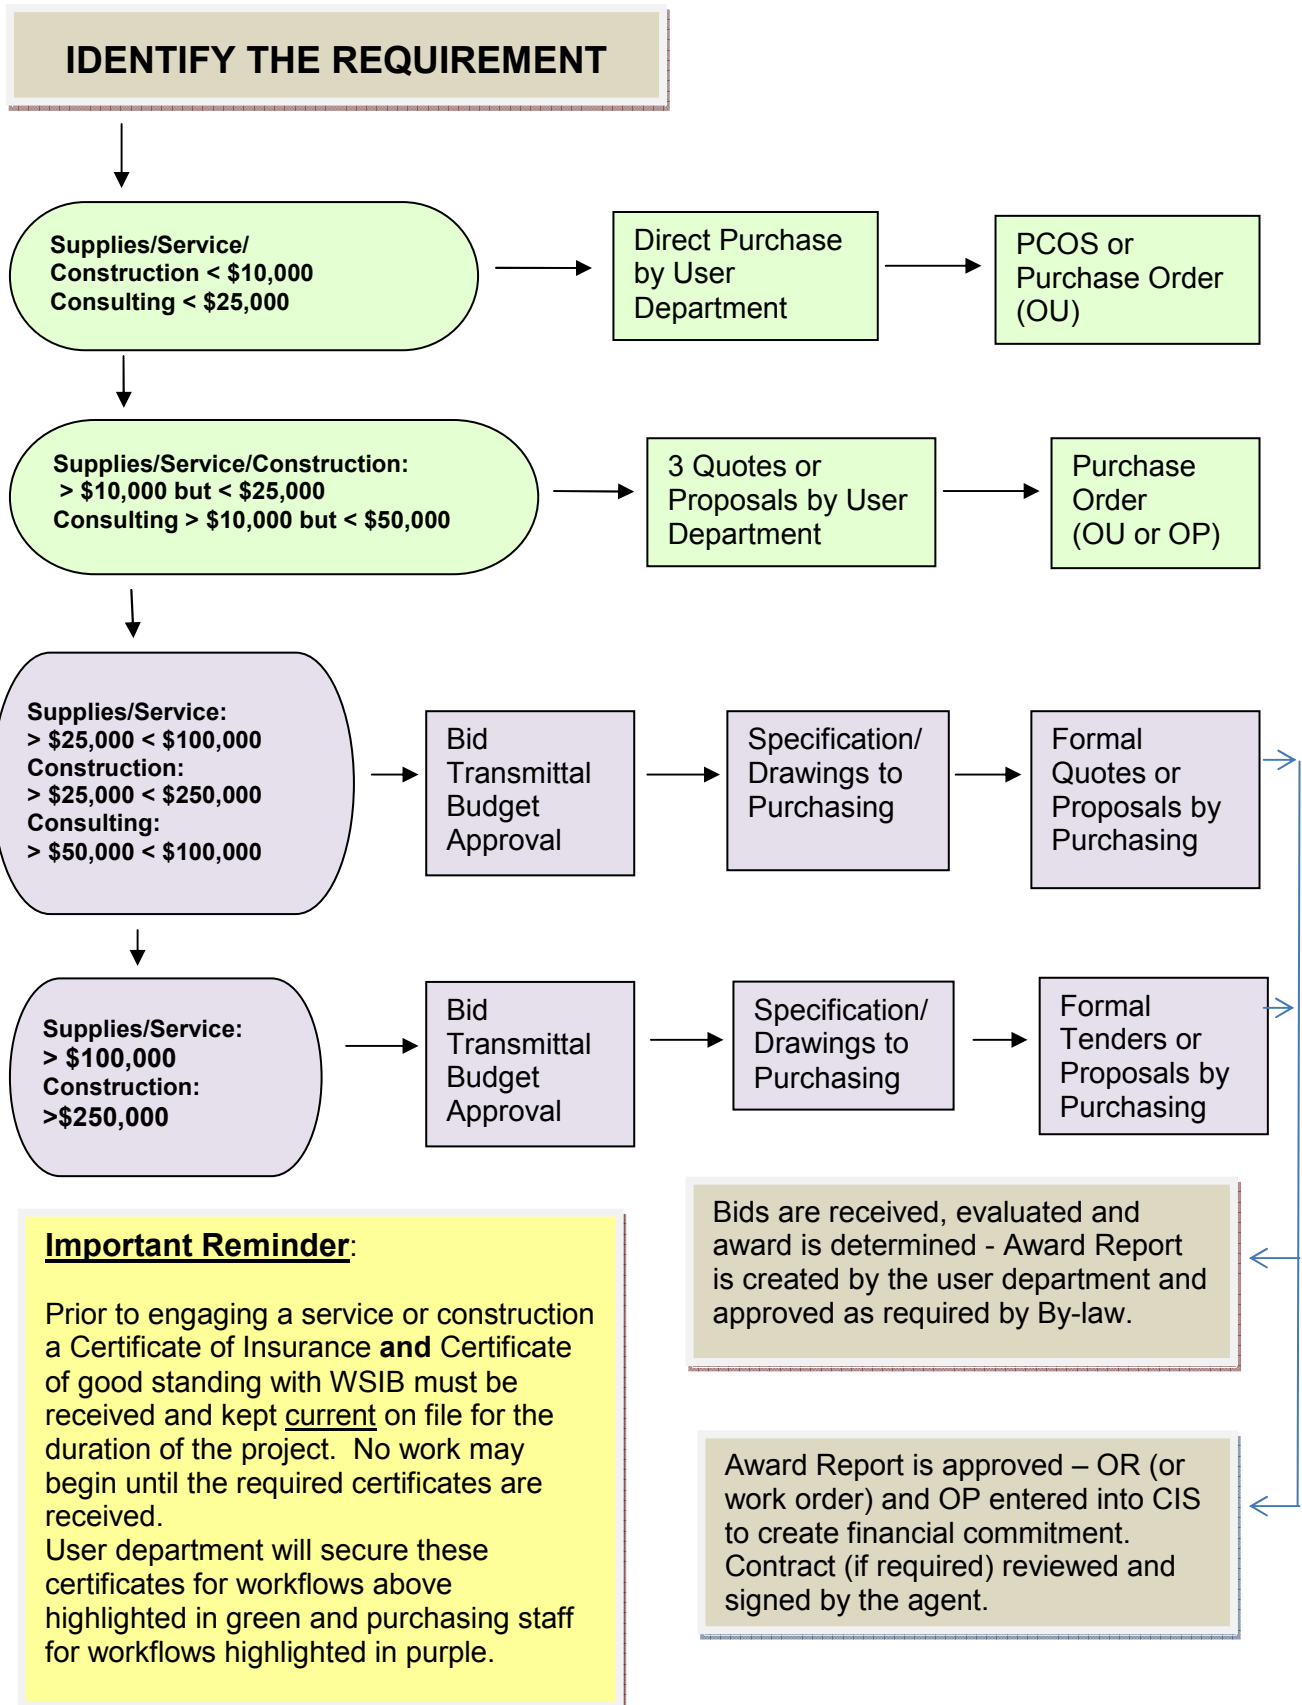 IDENTIFY THE REQUIREMENT
Supplies/Service/
Construction < $10,000
Consulting < $25,000
Direct Purchase
by User
Department
PCOS or
Purchase Order
(OU)
Supplies/Service/Construction:
> $10,000 but < $25,000
Consulting > $10,000 but < $50,000
3 Quotes or
Proposals by User
Department
Purchase
Order
(OU or OP)
Supplies/Service:
> $25,000 < $100,000
Construction:
> $25,000 < $250,000
Consulting:
> $50,000 < $100,000
Bid
Transmittal
Budget
Approval
Specification/
Drawings to
Purchasing
Formal
Quotes or
Proposals by
Purchasing
Supplies/Service:
> $100,000
Construction:
>$250,000
Bid
Transmittal
Budget
Approval
Specification/
Drawings to
Purchasing
Formal
Tenders or
Proposals by
Purchasing
Important Reminder:
Prior to engaging a service or construction
a Certificate of Insurance and Certificate
of good standing with WSIB must be
received and kept current on file for the
duration of the project. No work may
begin until the required certificates are
received.
User department will secure these
certificates for workflows above
highlighted in green and purchasing staff
for workflows highlighted in purple.
Bids are received, evaluated and
award is determined - Award Report
is created by the user department and
approved as required by By-law.
Award Report is approved – OR (or
work order) and OP entered into CIS
to create financial commitment.
Contract (if required) reviewed and
signed by the agent.